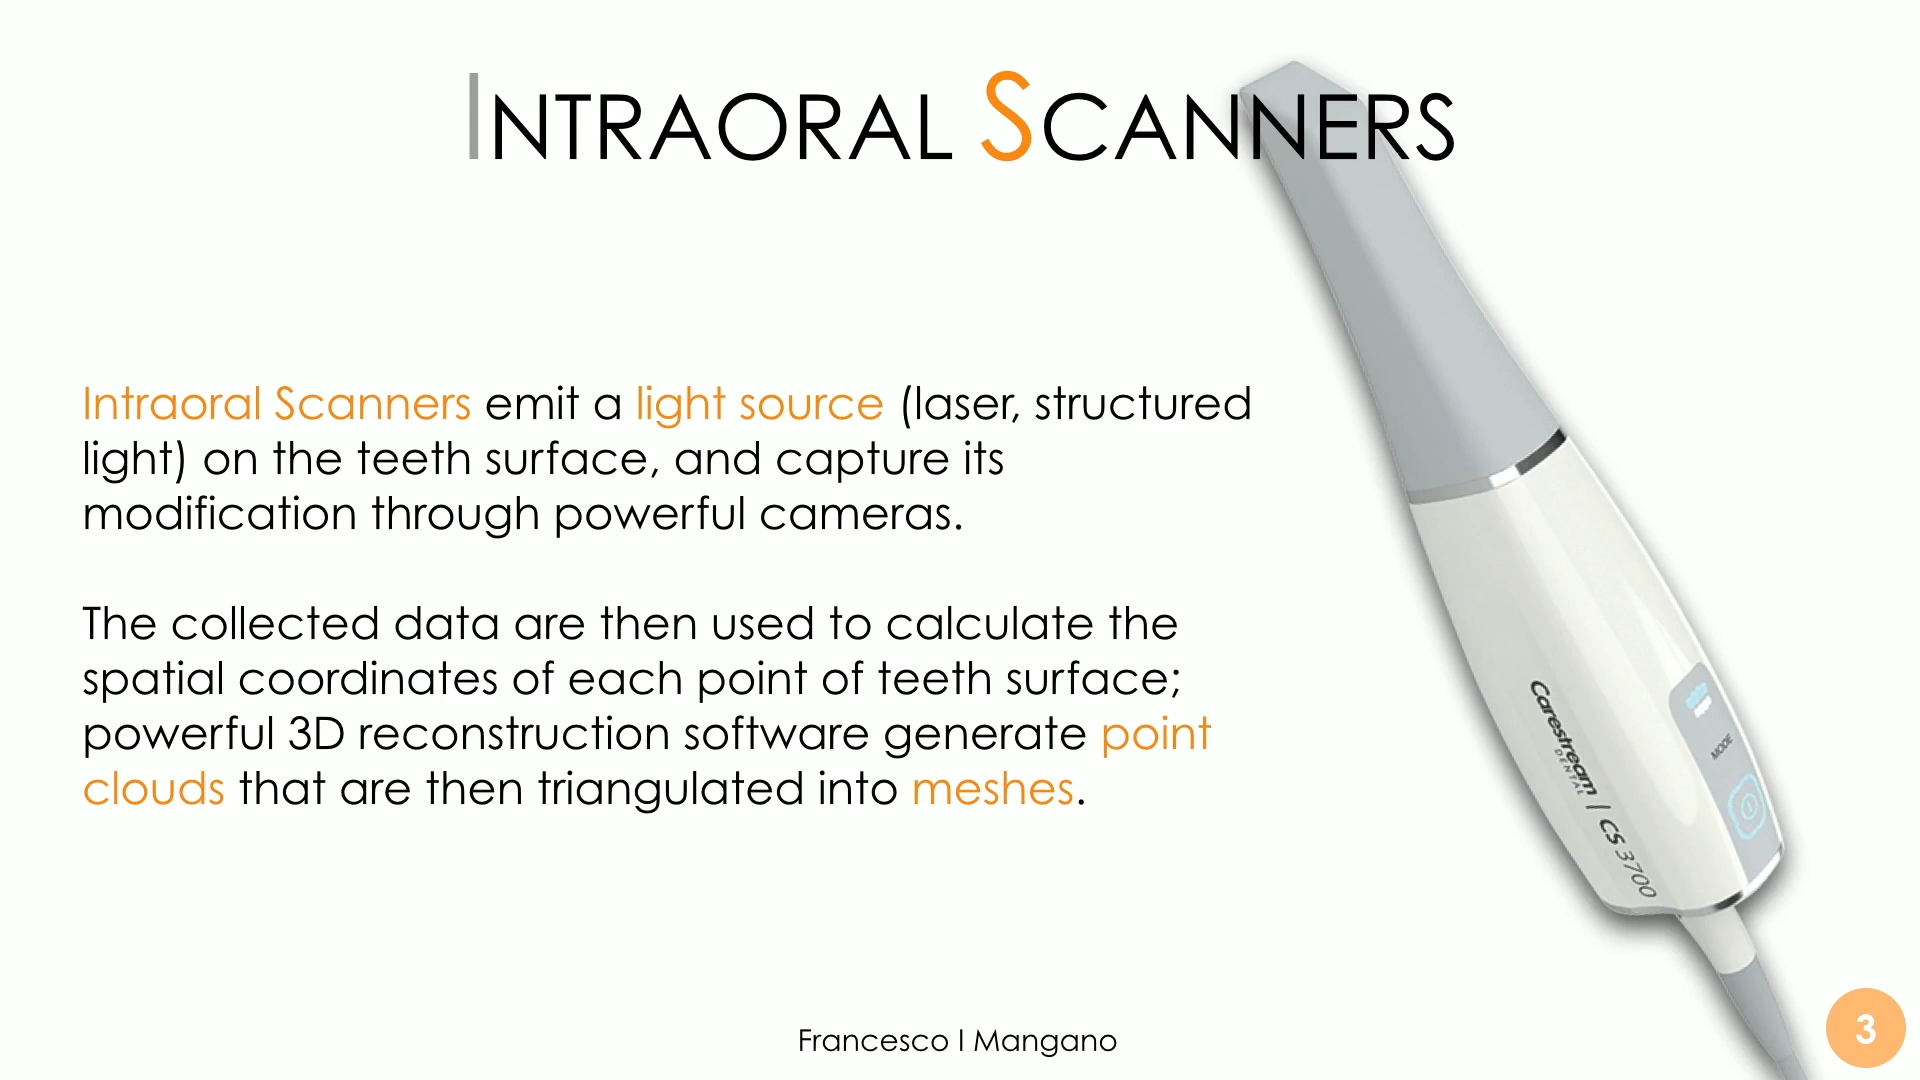 INTRAORAL SCANNERS
Intraoral Scanners emit a light source (laser, structured
light) on the teeth surface, and capture its
modification through powerful cameras.
The collected data are then used to calculate the
spatial coordinates of each point of teeth surface;
powerful 3D reconstruction software generate point
clouds that are then triangulated into meshes.
MODE
Carestream
DENTAL
| CS 3700
Francesco I Mangano
3